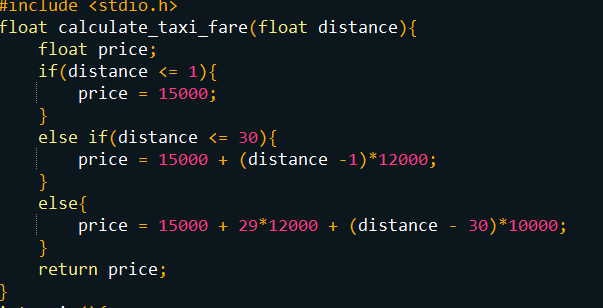 #include <stdio.h>
float calculate_taxi_fare(float distance){
    float price;
    if(distance <= 1){
        price = 15000;
    }
    else if(distance <= 30){
        price = 15000 + (distance -1)*12000;
    }
    else{
        price = 15000 + 29*12000 + (distance - 30)*10000;
    }
    return price;
}